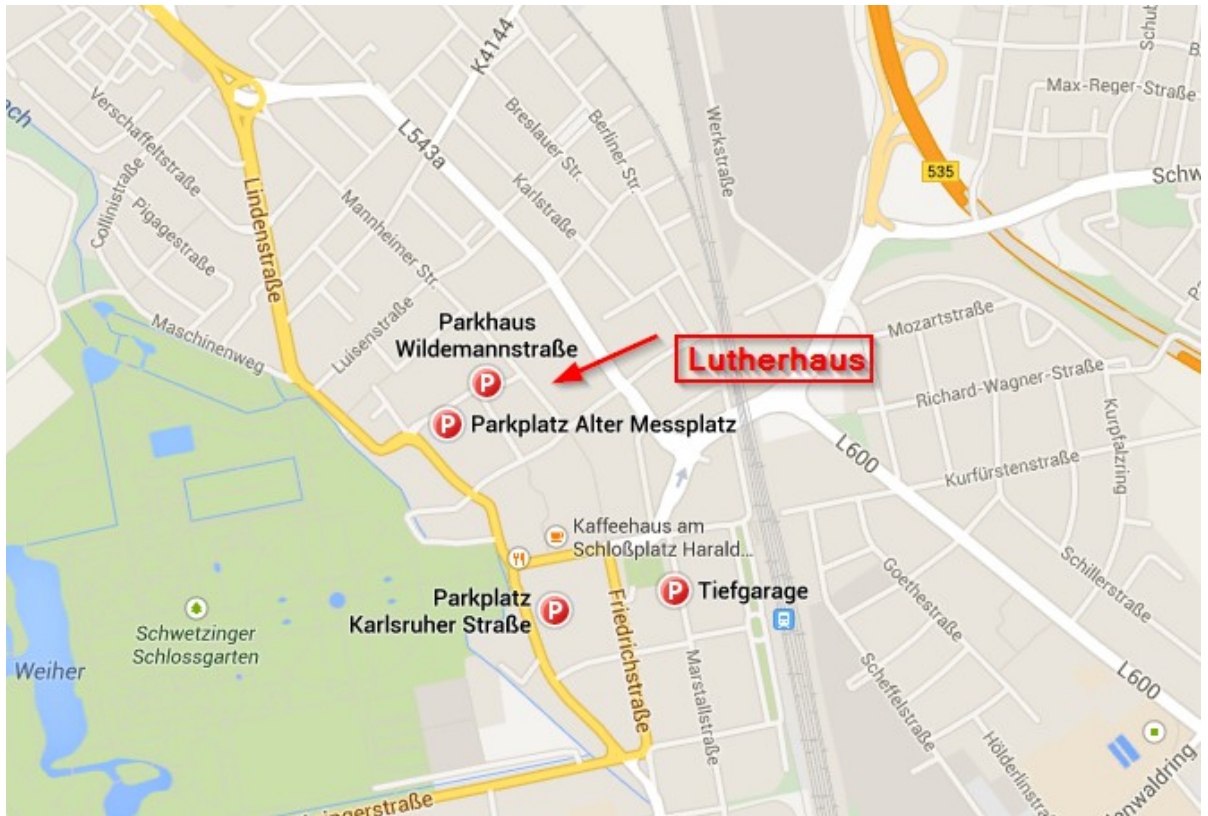 K4144
Schub
B
Max-Reger-Straße
Verschaffeltstraße
Breslauer Str.
Berliner Str.
Werkstraße
L543a
535
Schw
Collinistraße
Pigagestraße
Lindenstraße
Mannheimer Str.
Karlstraße
Maschinenweg
Luisenstraße
Parkhaus
Wildemannstraße
P
Lutherhaus
Mozartstraße
Richard-Wagner-Straße
P
Parkplatz Alter Messplatz
L600
Kurfürstenstraße
Kurpfalzring
Kaffeehaus am
Schloßplatz Harald...
Parkplatz
Karlsruher Straße
P
P
Tiefgarage
Goethestraße
Schillerstraße
Schwetzinger
Schlossgarten
Weiher
Friedrichstraße
Marstallstraße
Scheffelstraße
L600
Hölderlinstraße
enwaldring
ingerstraße